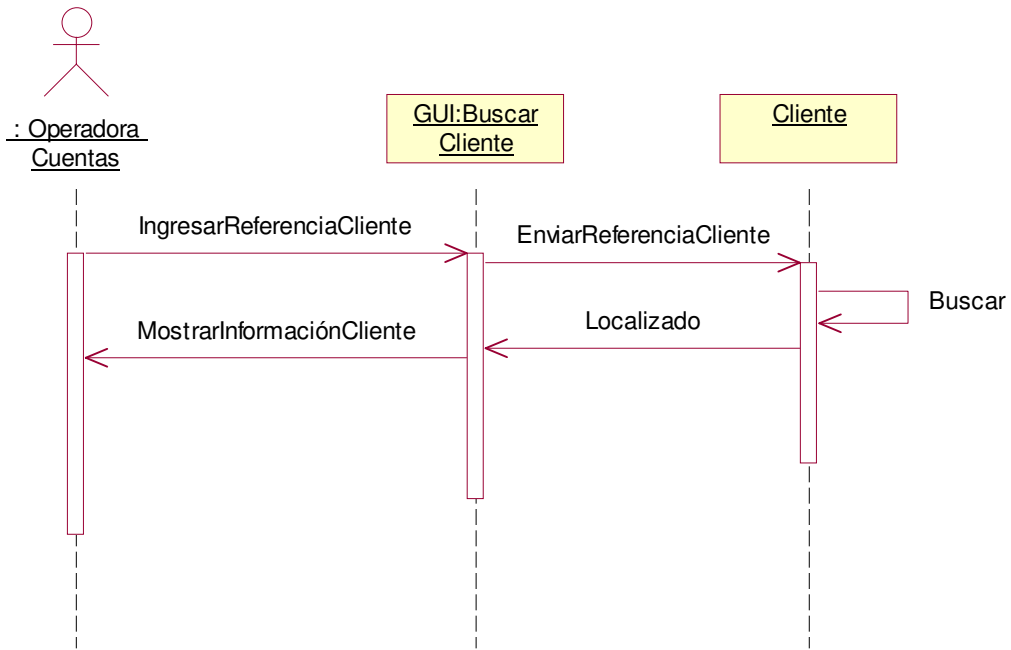 : Operadora
Cuentas
GUI:Buscar
Cliente
Cliente
IngresarReferenciaCliente
EnviarReferenciaCliente
Buscar
Localizado
MostrarInformaciónCliente